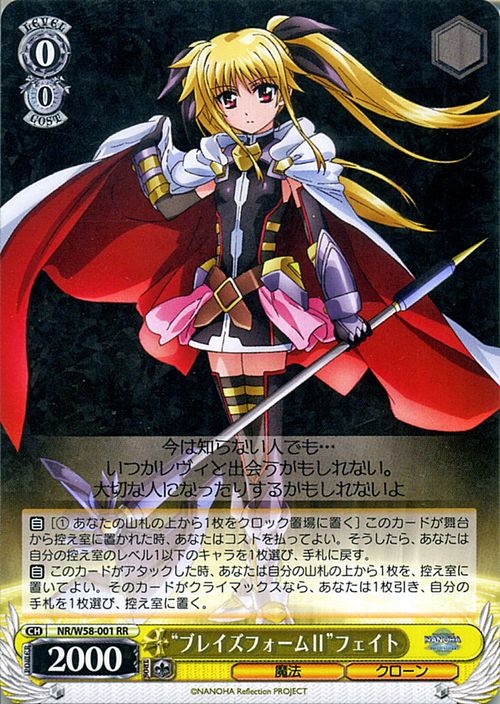 LEVEL
0
0
COST
今は知らない人でも…
いつかレヴィと出会うかもしれない。
大切な人になったりするかもしれないよ
自 [① あなたの山札の上から1枚をクロック置場に置く] このカードが舞台
から控え室に置かれた時、あなたはコストを払ってよい。そうしたら、あなたは
自分の控え室のレベル1以下のキャラを1枚選び、手札に戻す。
自 このカードがアタックした時、あなたは自分の山札の上から1枚を、控え室に
置いてよい。そのカードがクライマックスなら、あなたは1枚引き、自分の
手札を1枚選び、控え室に置く。
CH NR/W58-001 RR
POWER 2000 SOUL
“ブレイズフォームⅡ”フェイト
NANOHA
魔法 クローン
©NANOHA Reflection PROJECT